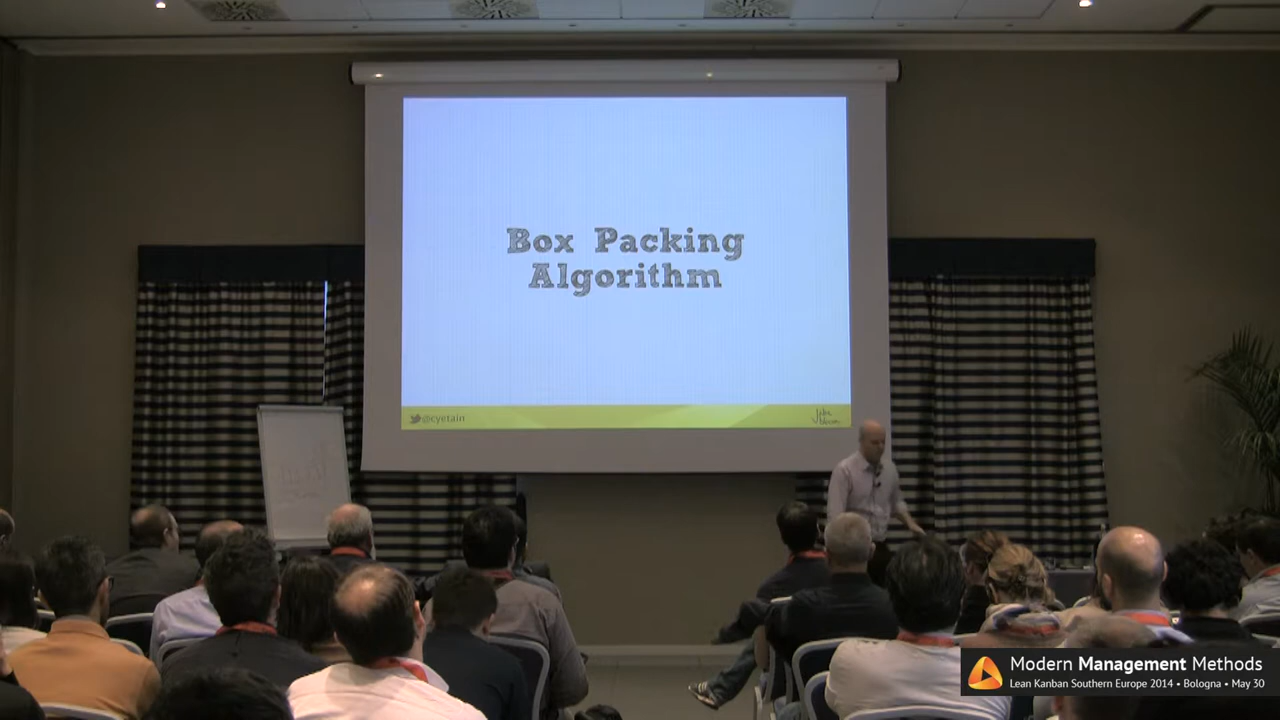 Box Packing
Algorithm
@cyetain
Modern Management Methods
Lean Kanban Southern Europe 2014 • Bologna • May 30